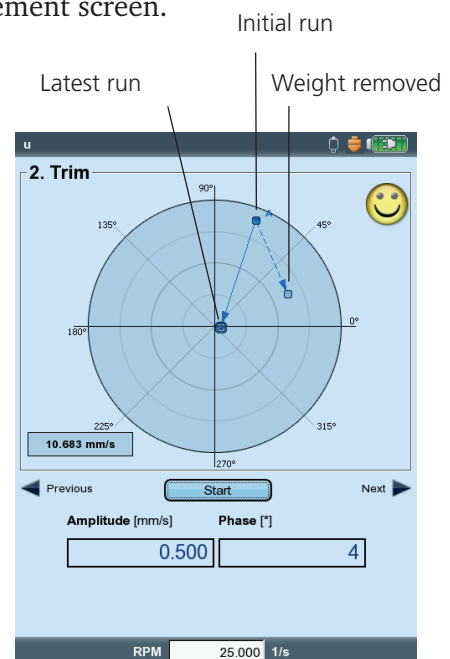 ement screen.
Initial run
Latest run
Weight removed
u
2. Trim
90°
135°
A
45°
180°
0°
225°
315°
270°
10.683 mm/s
Previous
Start
Next
Amplitude [mm/s]
Phase [°]
0.500
4
RPM
25.000
1/s